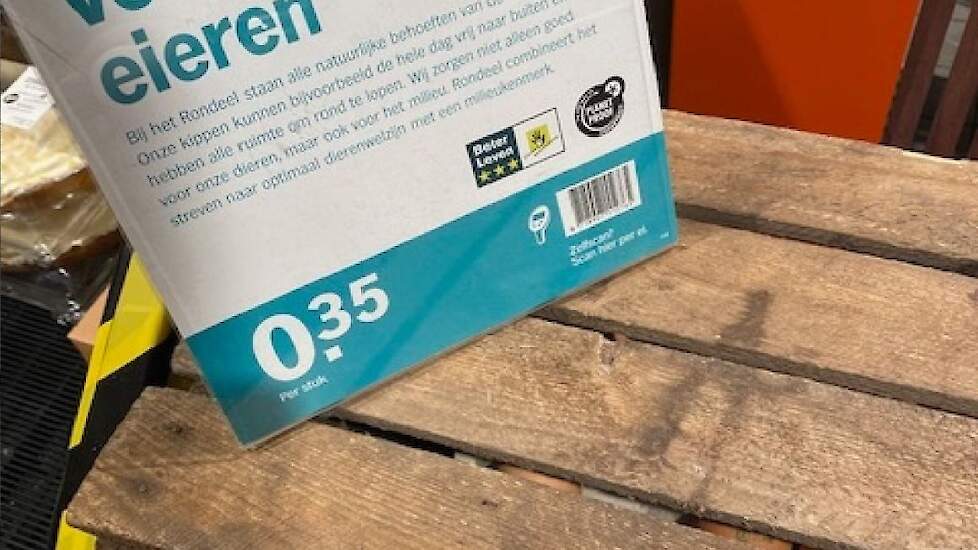 eieren
Bij het Rondeel staan alle natuurlijke behoeften van
Onze kippen kunnen bijvoorbeeld de hele dag vrij naar buiten en
hebben alle ruimte om rond te lopen. Wij zorgen niet alleen goed
voor onze dieren, maar ook voor het milieu. Rondeel combineert het
streven naar optimaal dierenwelzijn met een milieukenmerk.
Beter
Leven
PLANET
PROOF
Zelfscan?
Scan hier per ei.
0.35
Per stuk